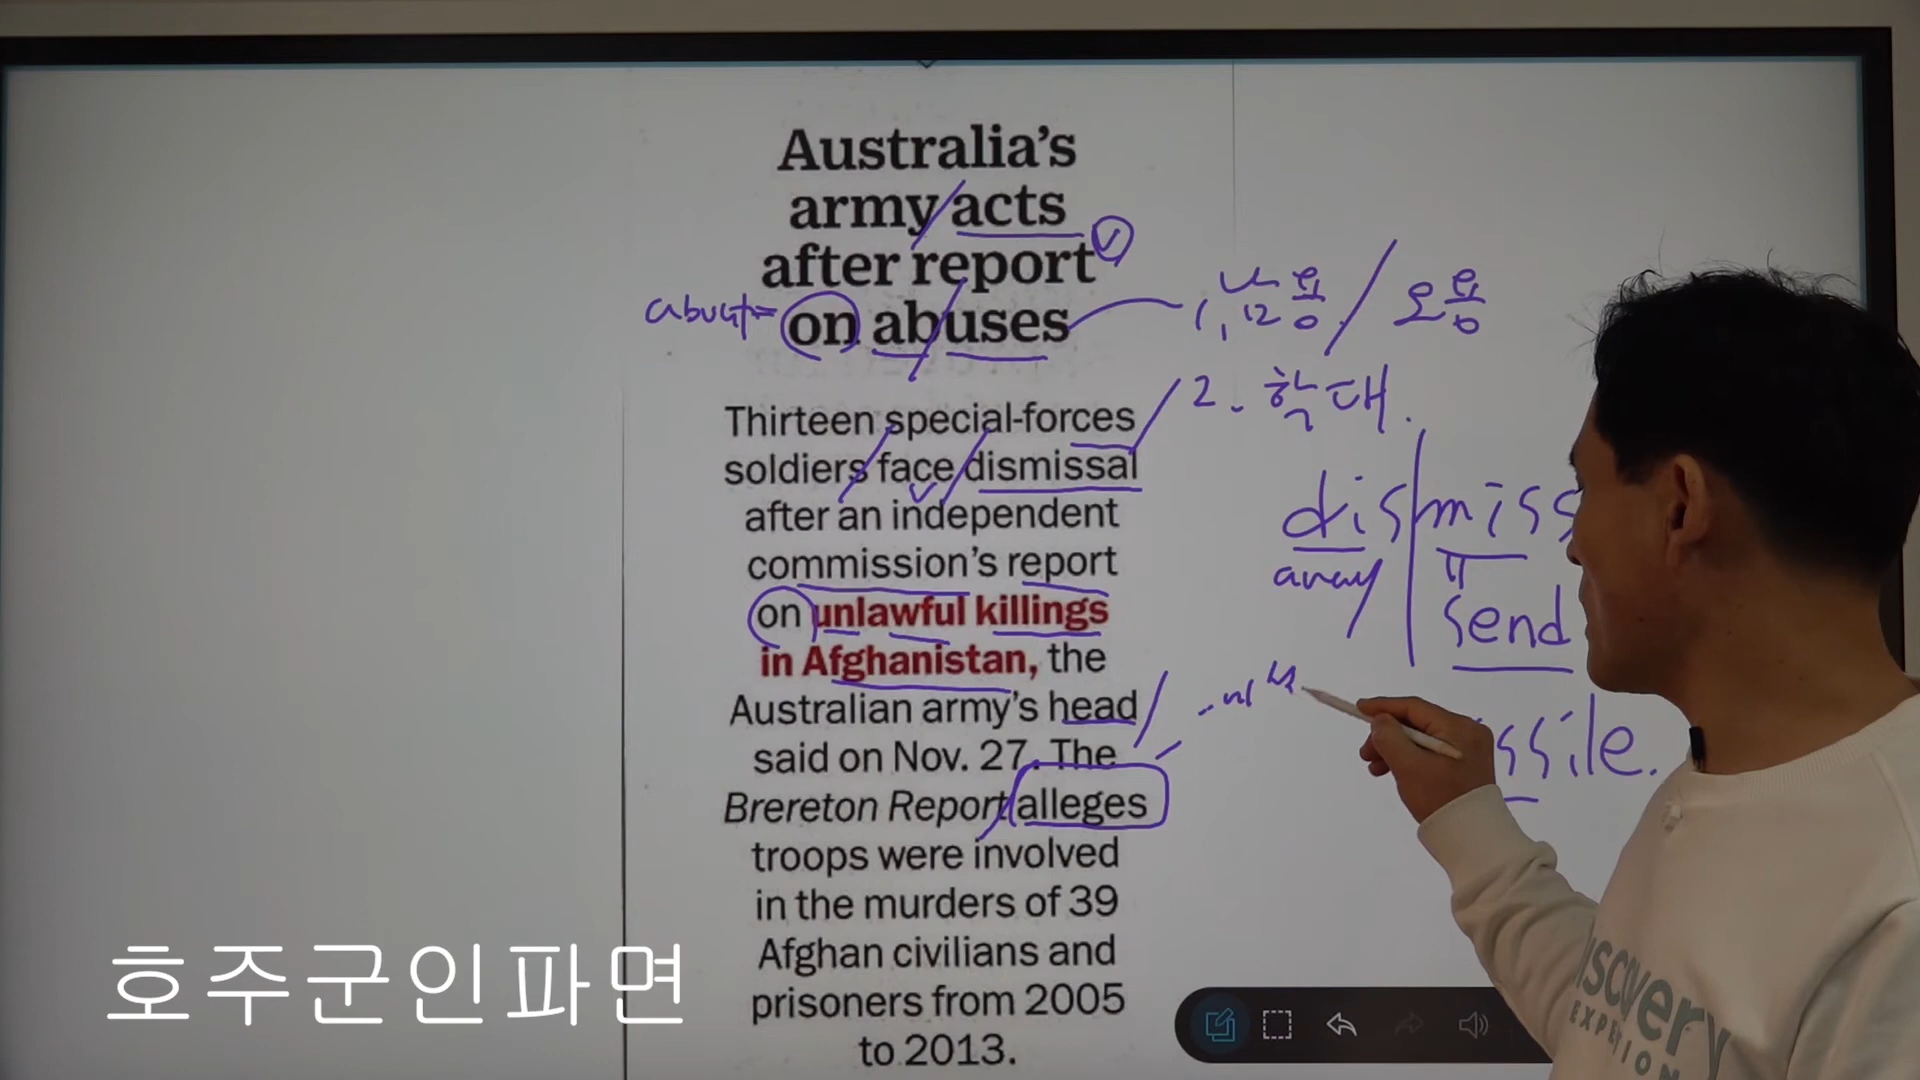 Australia's
army acts
after report
on abuses
about=
1, 남용 / 오용
2. 학대.
Thirteen special-forces
soldiers face dismissal
after an independent
commission's report
on unlawful killings
in Afghanistan, the
Australian army's head
said on Nov. 27. The
Brereton Report alleges
troops were involved
in the murders of 39
Afghan civilians and
prisoners from 2005
to 2013.
dismiss
away
send
ssile.
호주군인파면
DISCOVERY
EXPEDITION